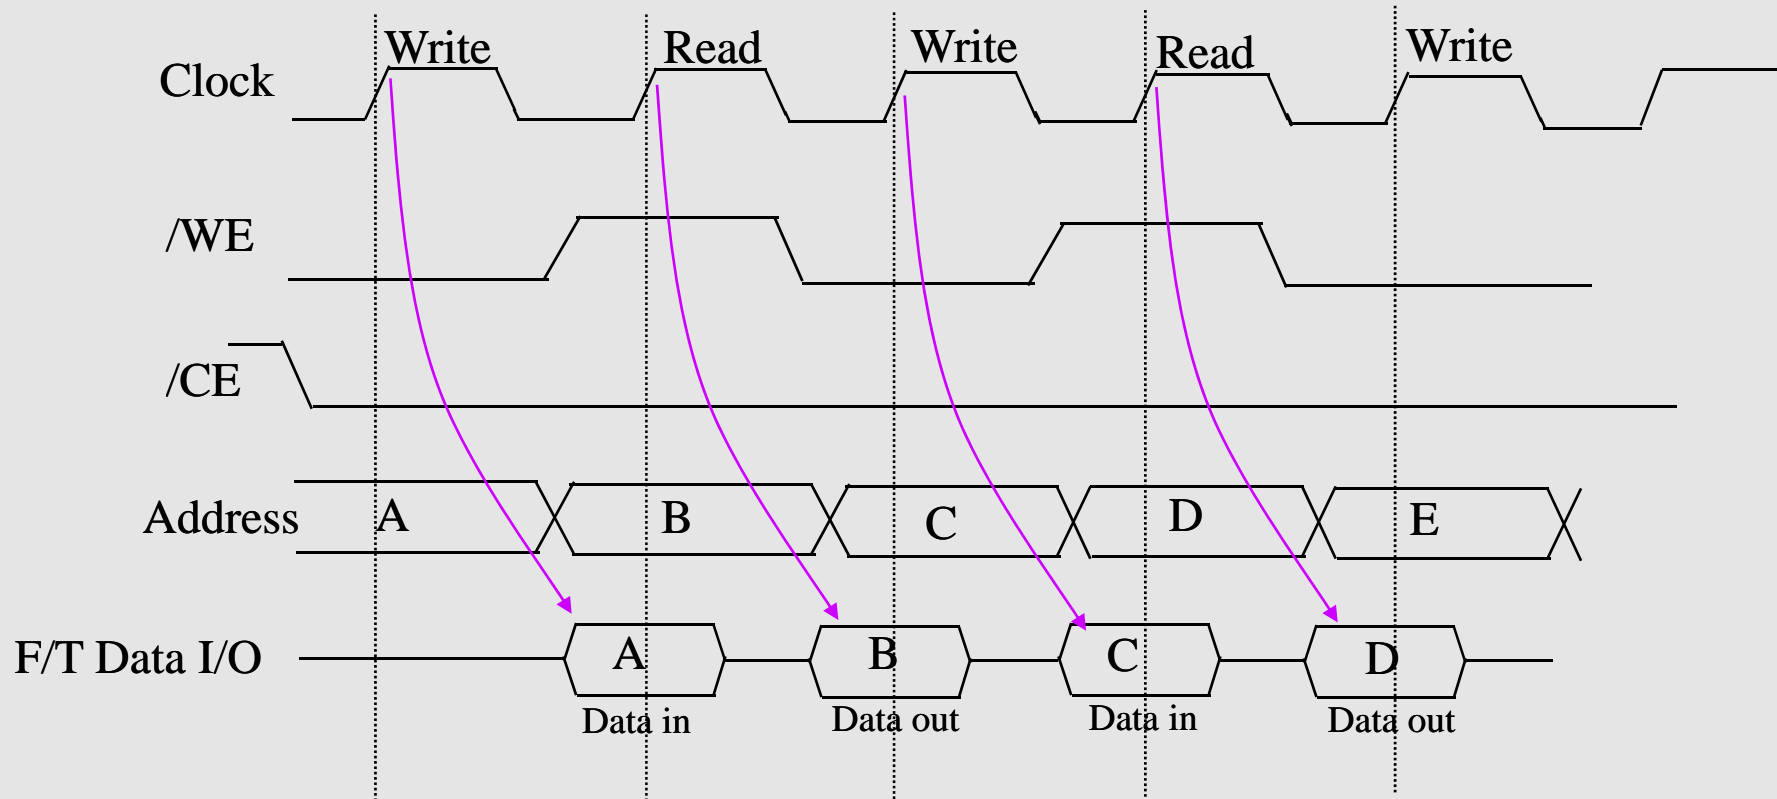 Write Read Write Read Write
Clock
/WE
/CE
Address A B C D E
F/T Data I/O A B C D
Data in Data out Data in Data out